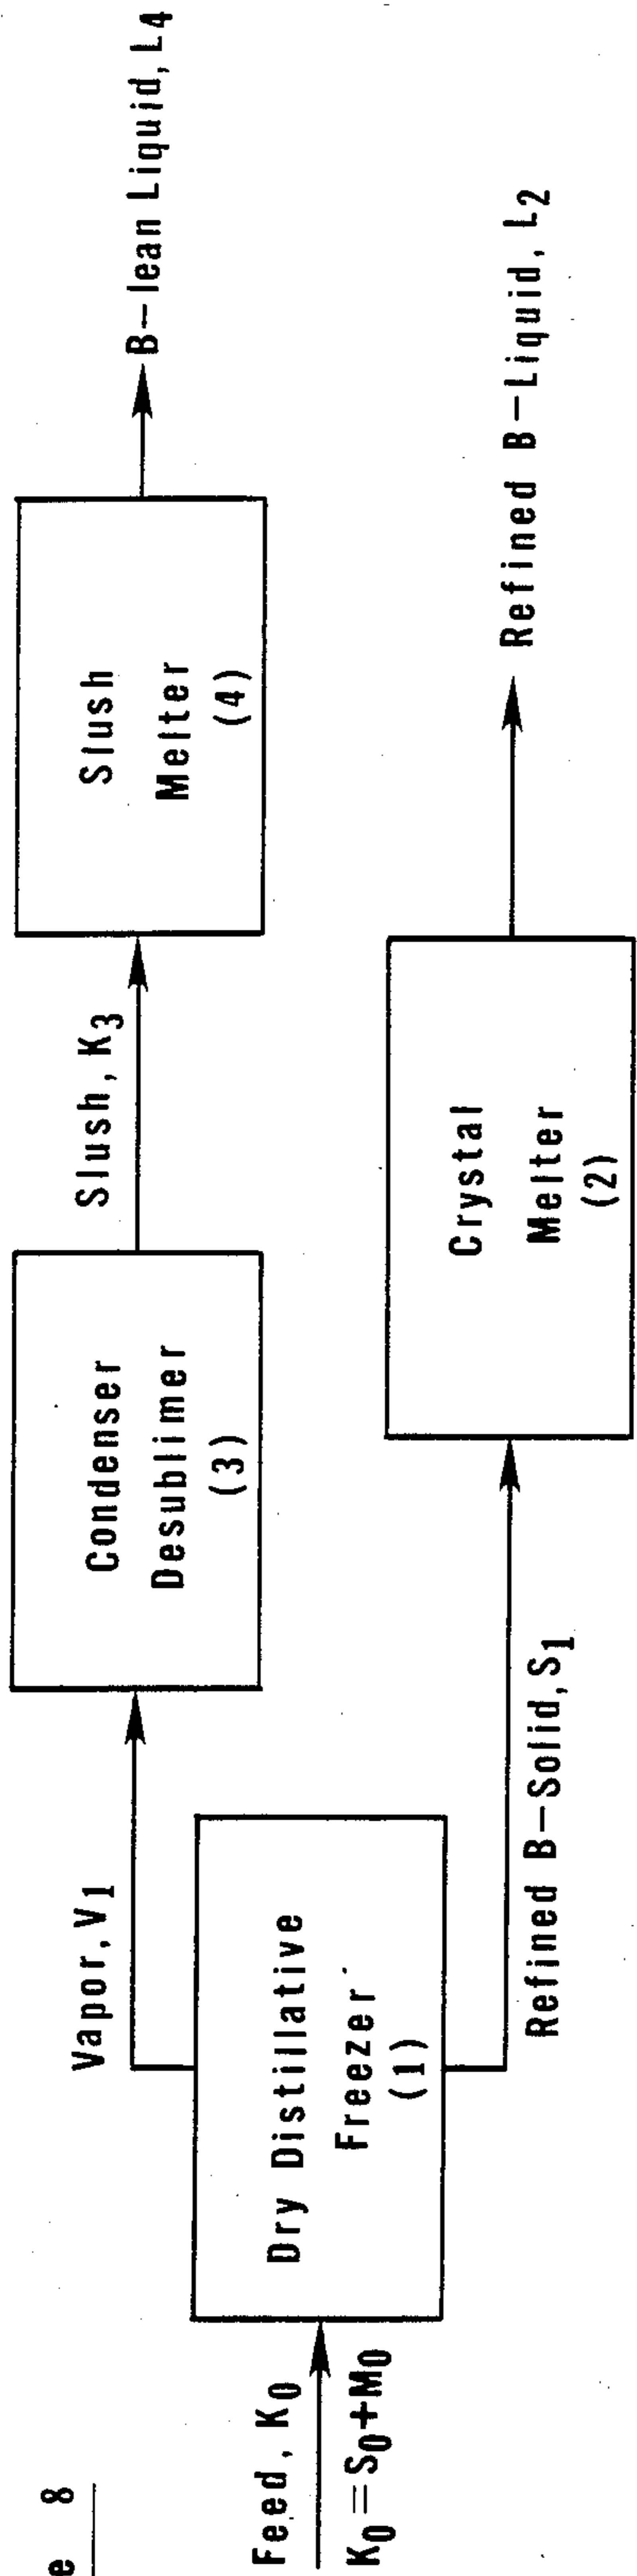 e 8
Feed, K0
K0=S0+M0
Dry Distillative
Freezer
(1)
Vapor, V1
Refined B-Solid, S1
Condenser
Desublimer
(3)
Slush, K3
Crystal
Melter
(2)
Slush
Melter
(4)
B-lean Liquid, L4
Refined B-Liquid, L2